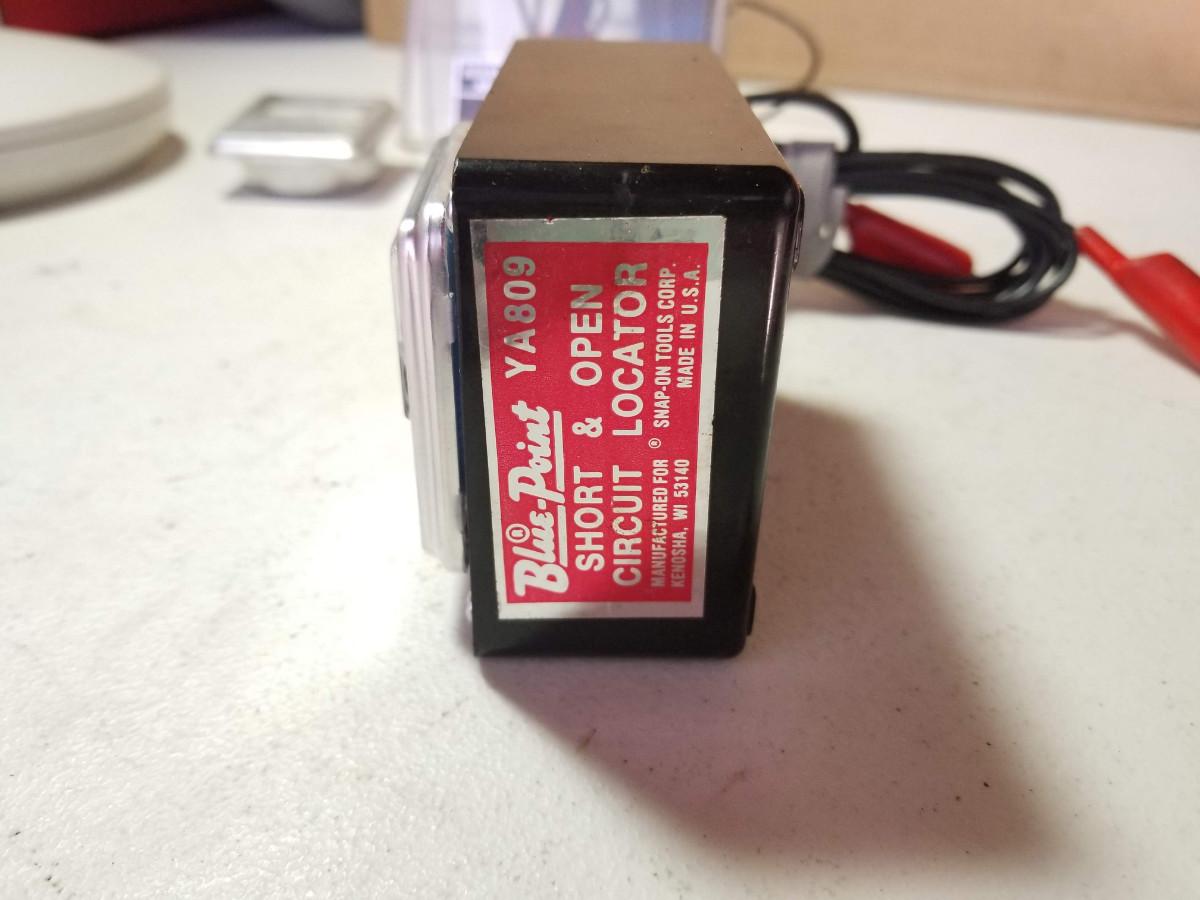 Blue-Point® YA809
SHORT & OPEN
CIRCUIT LOCATOR
MANUFACTURED FOR ® SNAP-ON TOOLS CORP.
KENOSHA, WI 53140 MADE IN U.S.A.